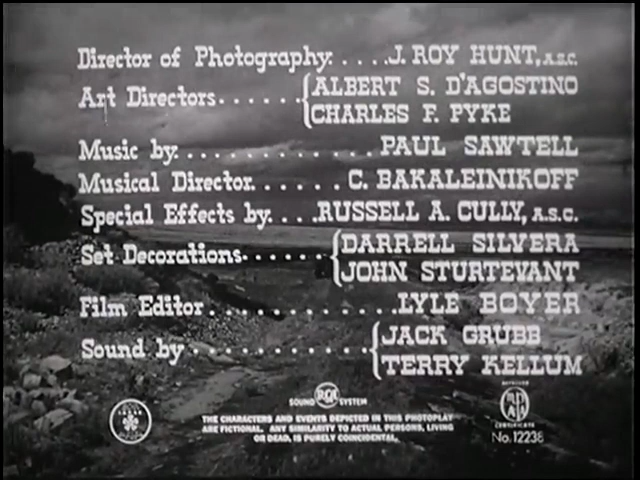 Director of Photography. . . . . J. ROY HUNT, A.S.C.
Art Directors . . . . . . { ALBERT S. D'AGOSTINO
CHARLES F. PYKE
Music by. . . . . . . . . . . . . PAUL SAWTELL
Musical Director. . . . . . . C. BAKALEINIKOFF
Special Effects by. . . . RUSSELL A. CULLY, A.S.C.
Set Decorations . . . . . . { DARRELL SILVERA
JOHN STURTEVANT
Film Editor . . . . . . . . . . . . LYLE BOYER
Sound by . . . . . . . . . . . . { JACK GRUBB
TERRY KELLUM
SOUND RCA SYSTEM
THE CHARACTERS AND EVENTS DEPICTED IN THIS PHOTOPLAY
ARE FICTIONAL. ANY SIMILARITY TO ACTUAL PERSONS, LIVING
OR DEAD, IS PURELY COINCIDENTAL.
APPROVED
CERTIFICATE
No. 12238